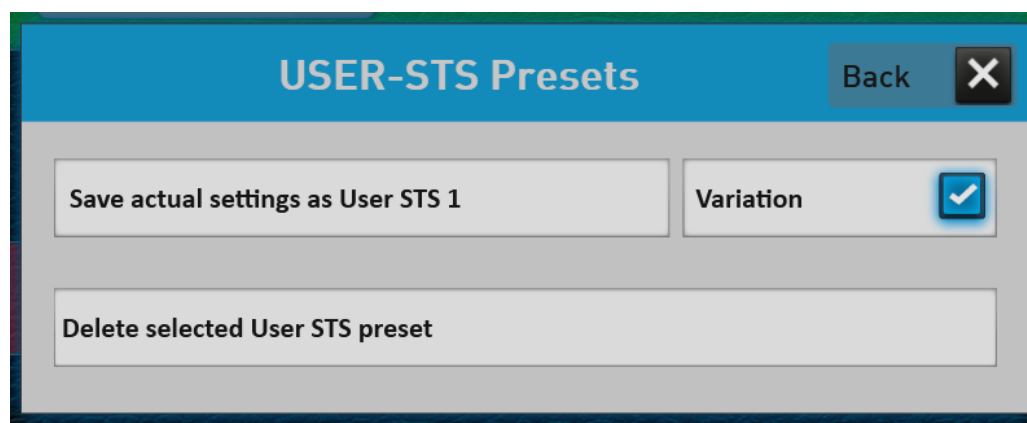 USER-STS Presets
Back
Save actual settings as User STS 1
Variation
Delete selected User STS preset